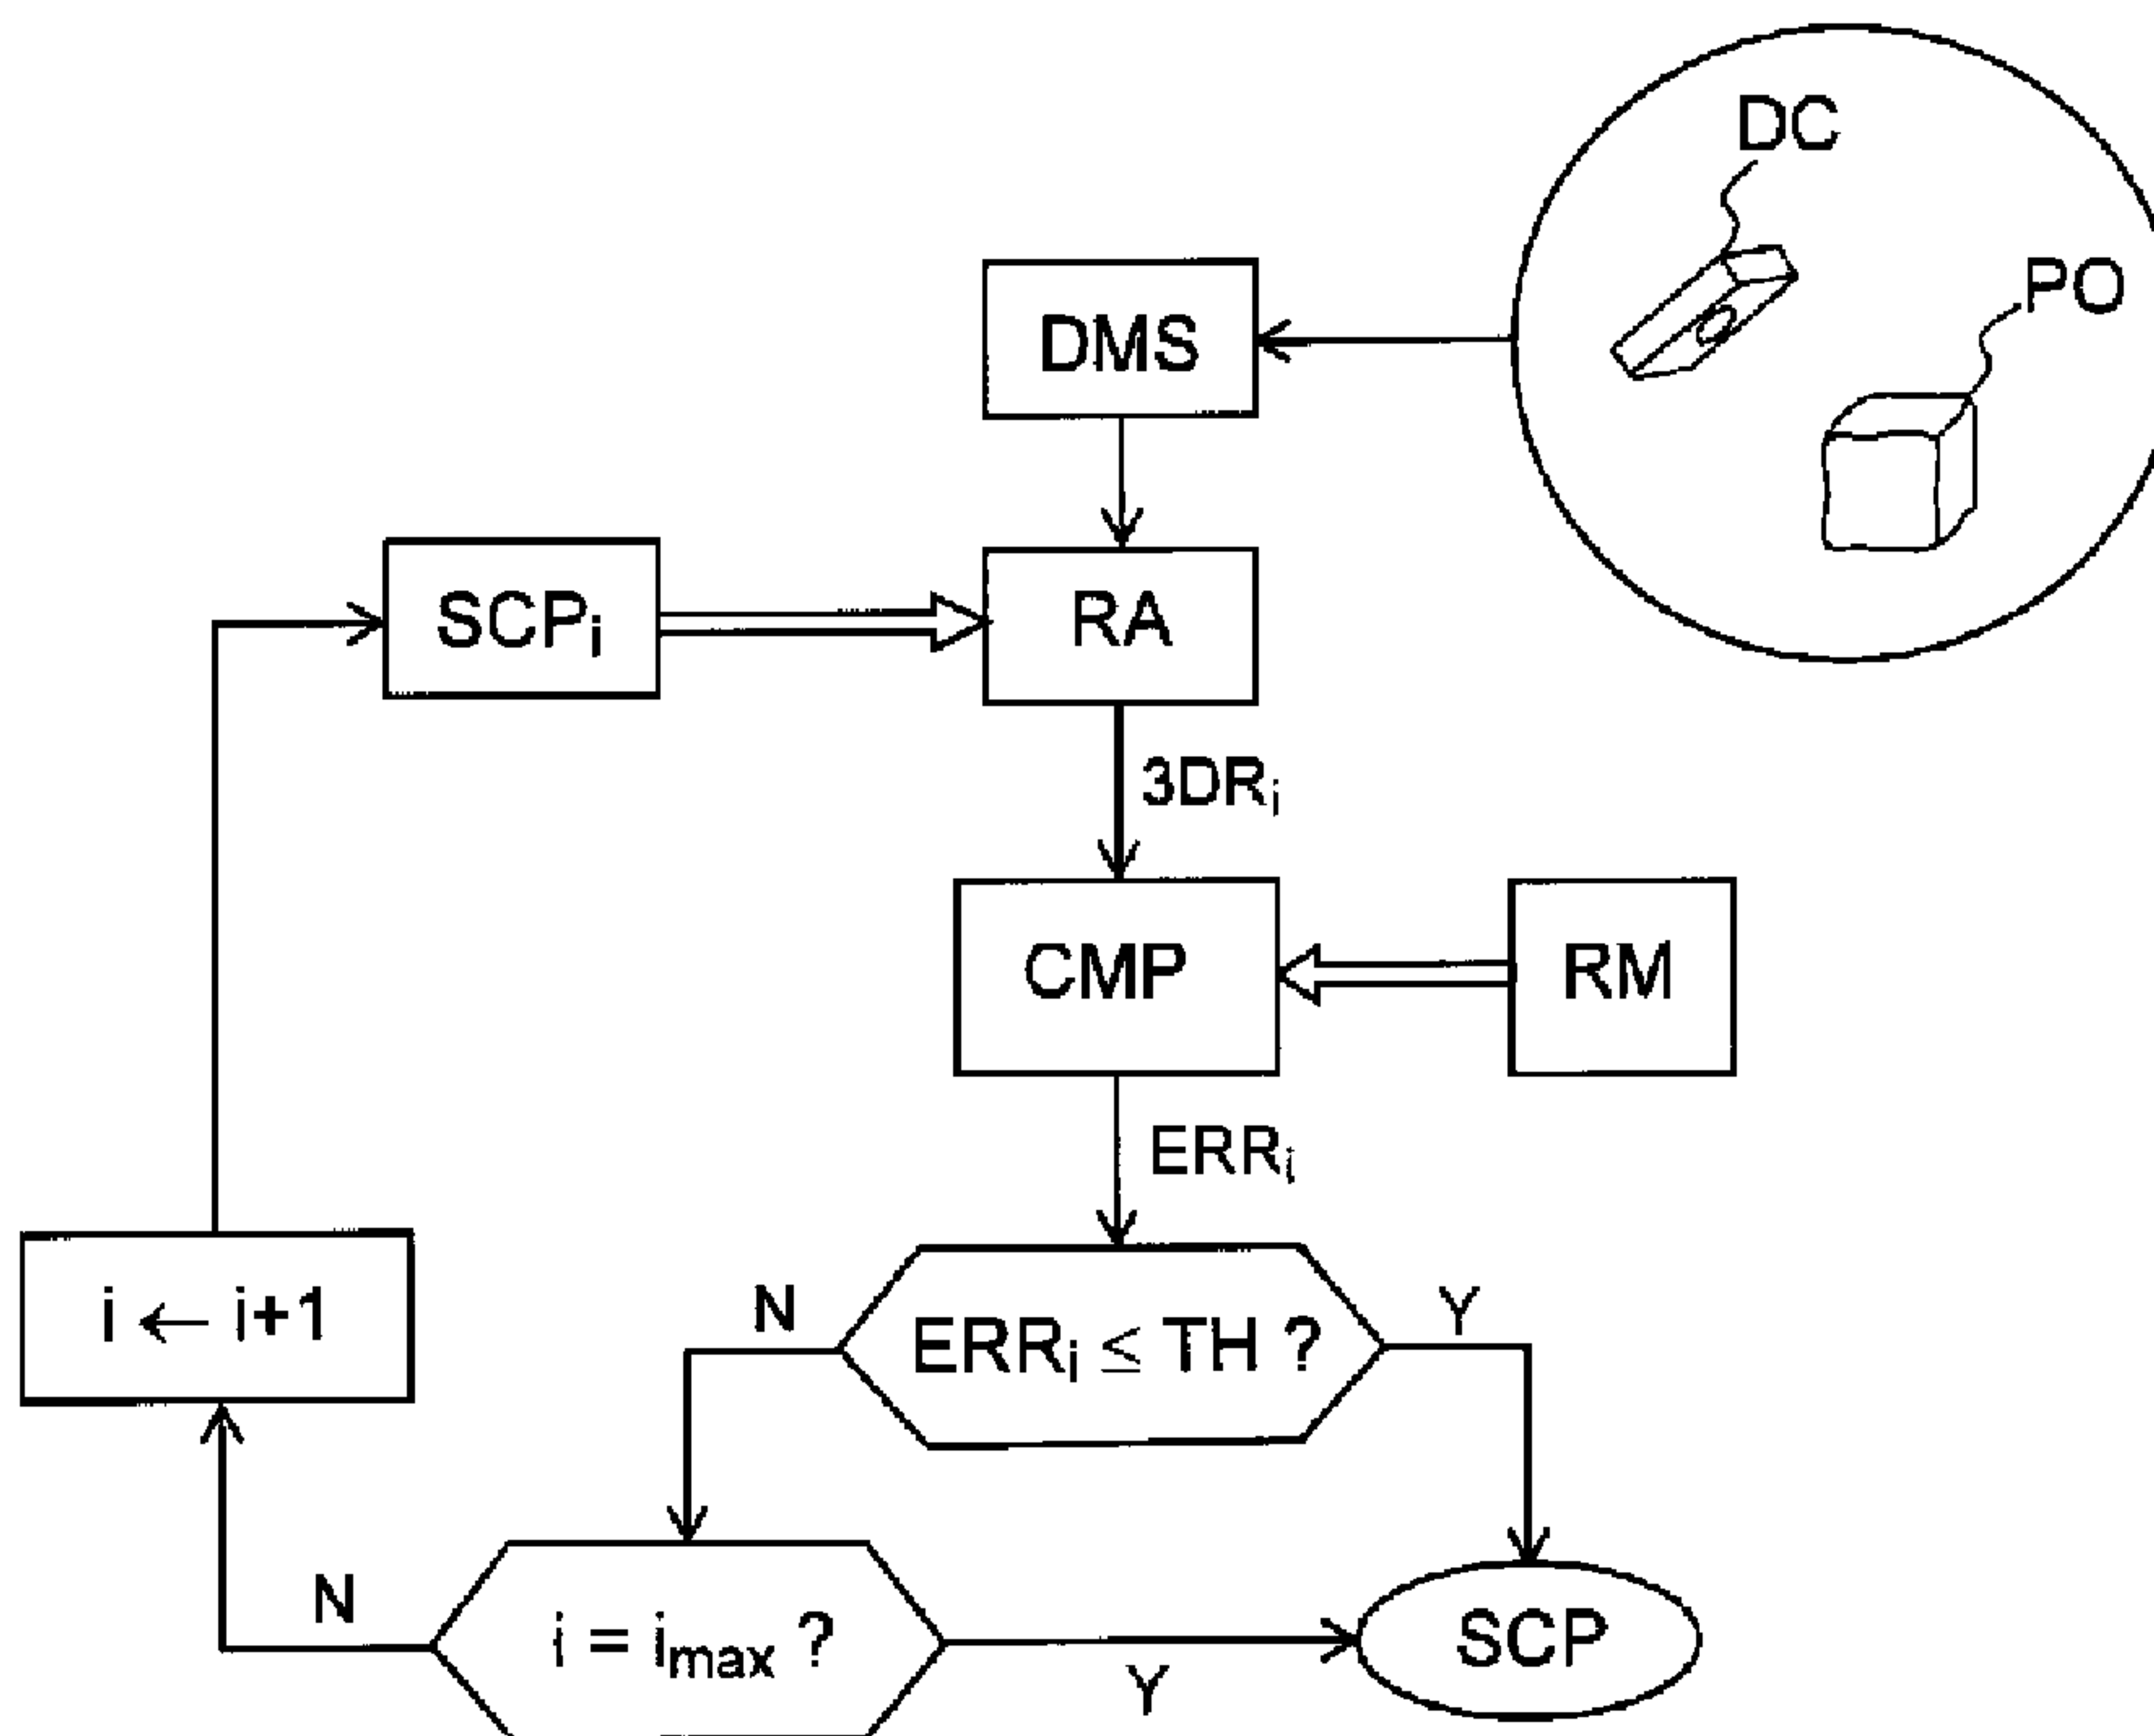 DC
PO
DMS
SCPi
RA
3DRi
CMP
RM
ERRi
i ← i+1
N
ERRi ≤ TH ?
Y
N
i = imax ?
Y
SCP